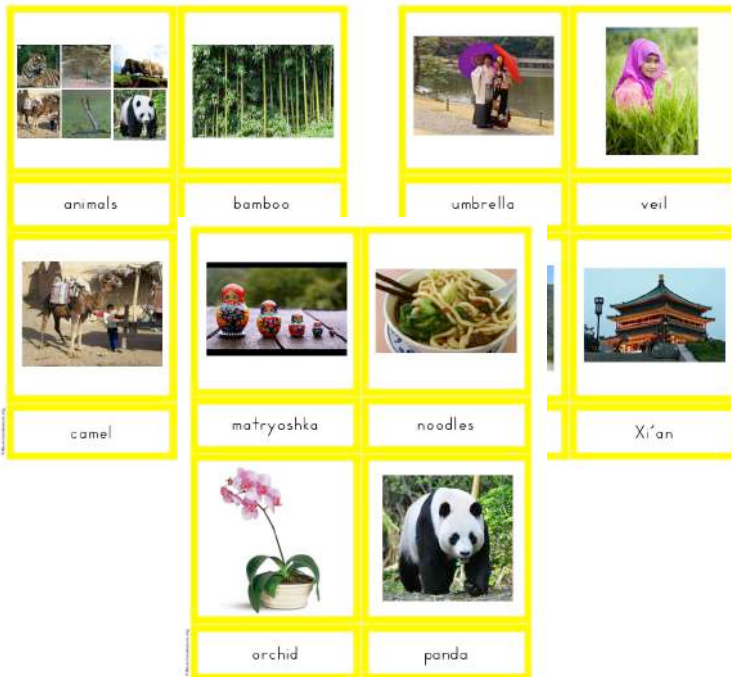 animals
bamboo
umbrella
veil
camel
matryoshka
noodles
Xi'an
orchid
panda